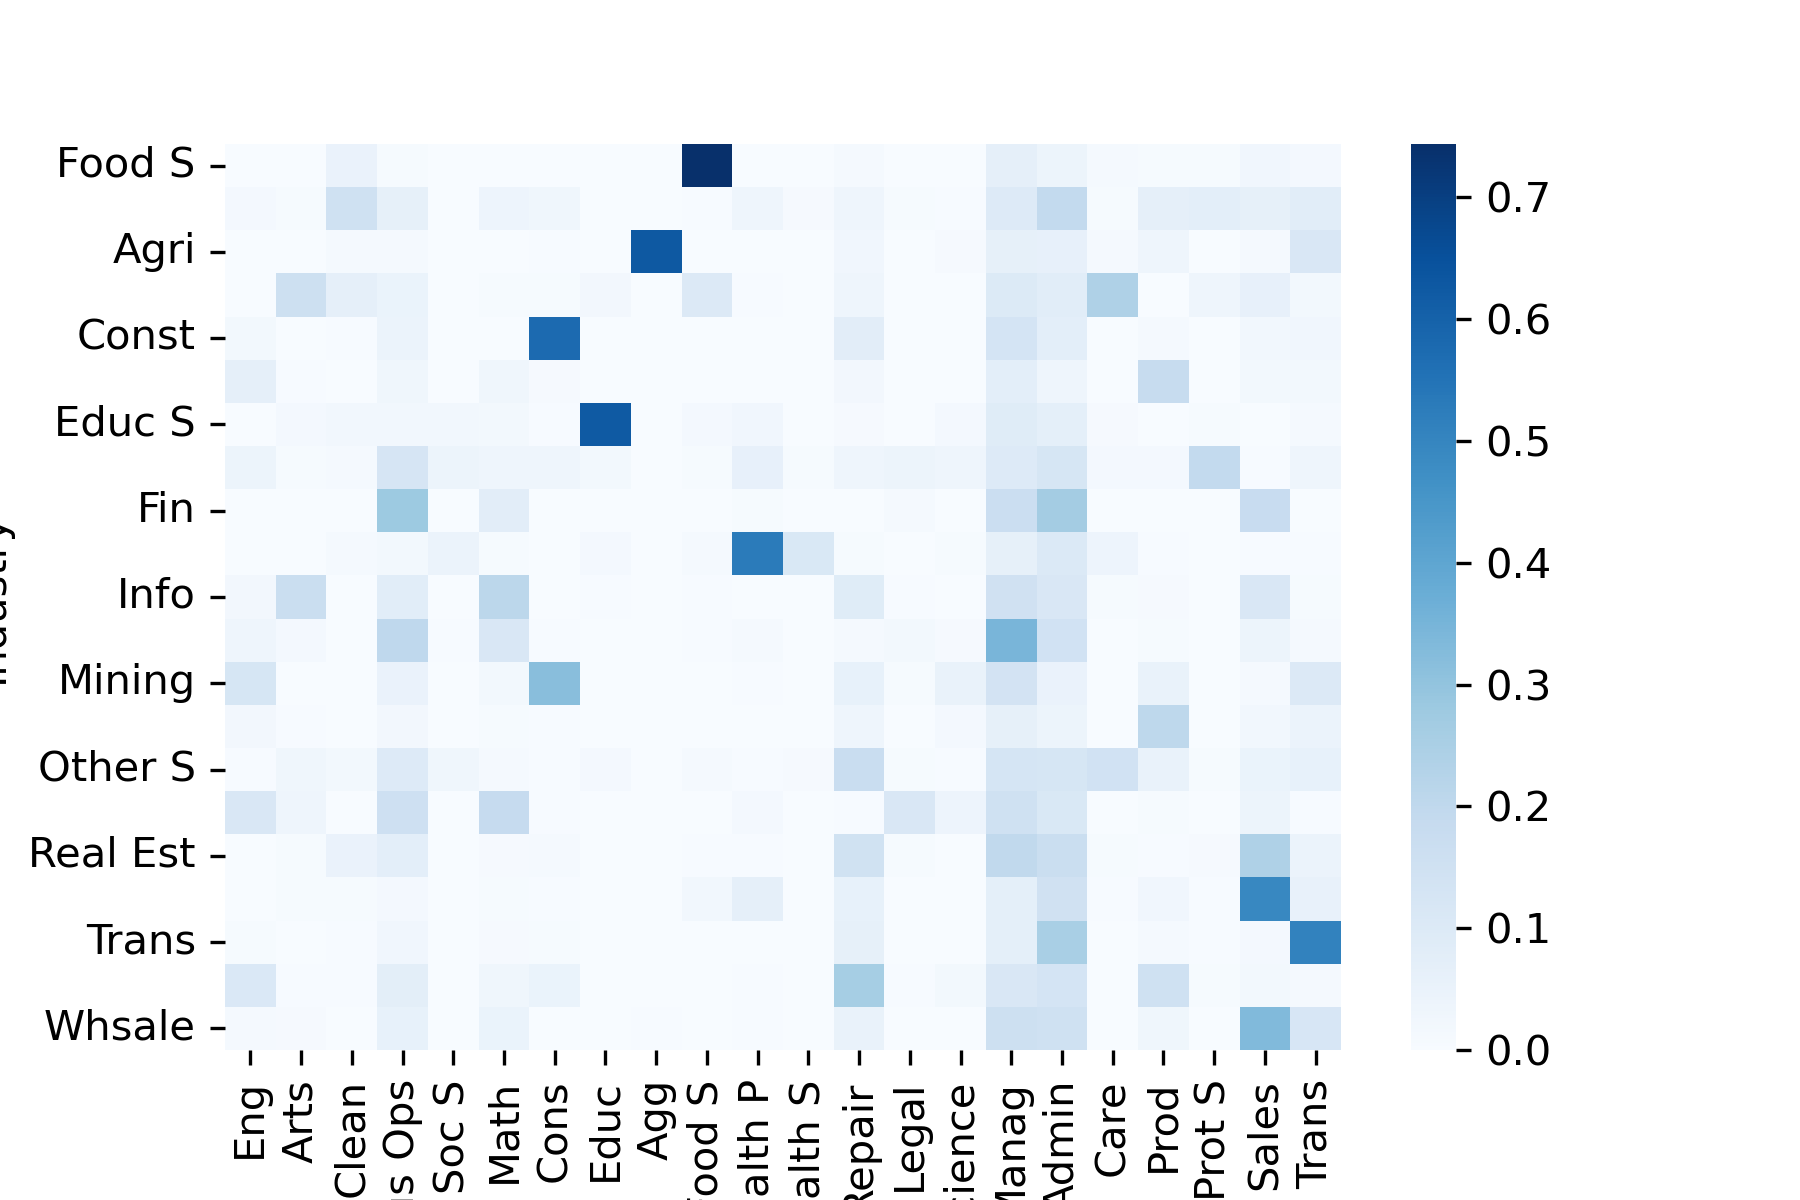 Food S
Agri
Const
Educ S
Fin
Info
Mining
Other S
Real Est
Trans
Whsale
0.7
0.6
0.5
0.4
0.3
0.2
0.1
0.0
Eng
Arts
Clean
Ops
Soc S
Math
Cons
Educ
Agg
S
P
S
Repair
Legal
Manag
Admin
Care
Prod
Prot S
Sales
Trans